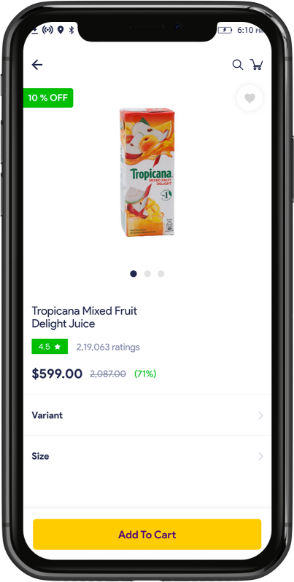 6:10 PM
10 % OFF
Tropicana
MIXED FRUIT
DELIGHT
Tropicana Mixed Fruit
Delight Juice
4.5 ★ 2,19,063 ratings
$599.00 2,087.00 (71%)
Variant
Size
Add To Cart